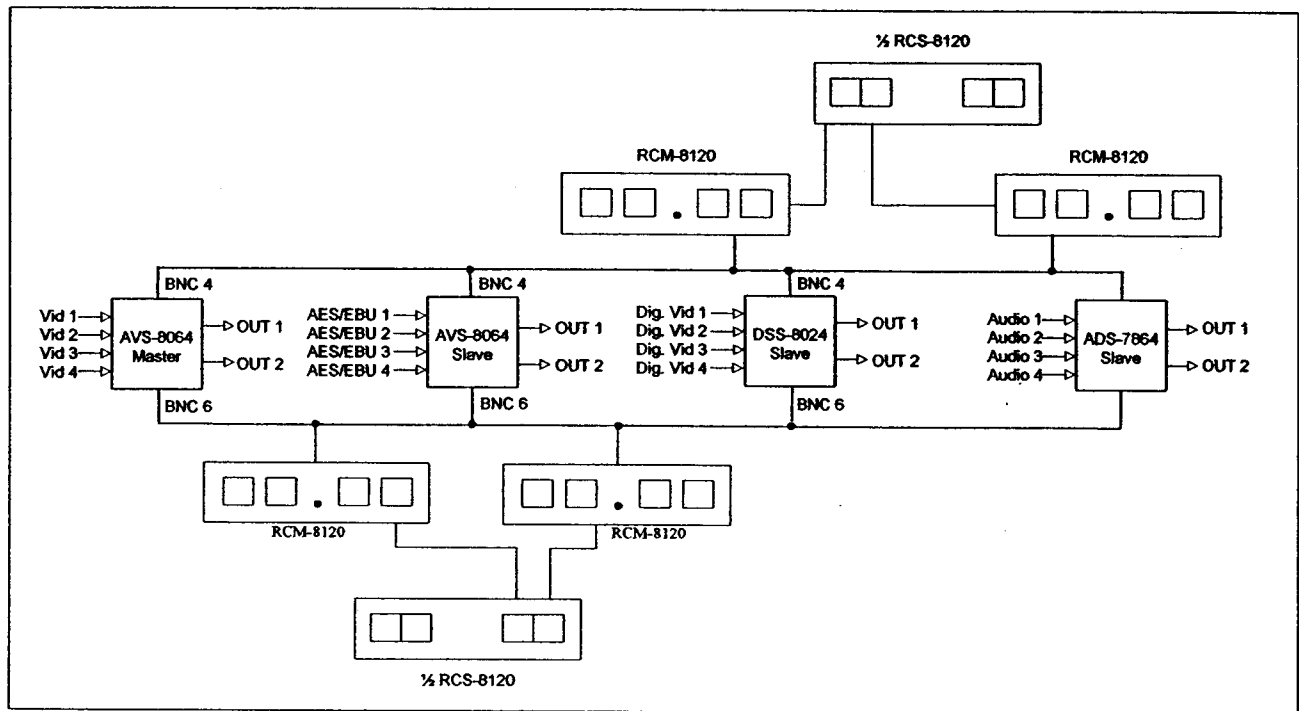 ½ RCS-8120
RCM-8120
RCM-8120
BNC 4
BNC 4
BNC 4
Vid 1
Vid 2
Vid 3
Vid 4
AVS-8064
Master
OUT 1
OUT 2
AES/EBU 1
AES/EBU 2
AES/EBU 3
AES/EBU 4
AVS-8064
Slave
OUT 1
OUT 2
Dig. Vid 1
Dig. Vid 2
Dig. Vid 3
Dig. Vid 4
DSS-8024
Slave
OUT 1
OUT 2
Audio 1
Audio 2
Audio 3
Audio 4
ADS-7864
Slave
OUT 1
OUT 2
BNC 6
BNC 6
BNC 6
RCM-8120
RCM-8120
½ RCS-8120